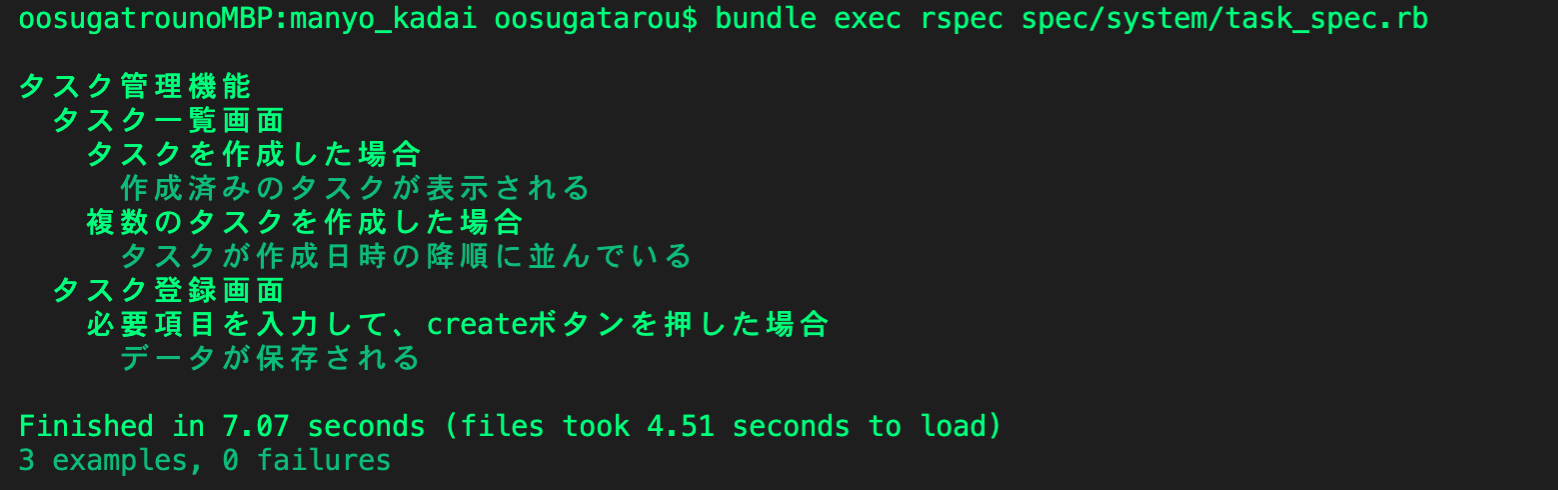 oosugatrounoMBP:manyo_kadai oosugatarou$ bundle exec rspec spec/system/task_spec.rb
タスク管理機能
タスク一覧画面
タスクを作成した場合
作成済みのタスクが表示される
複数のタスクを作成した場合
タスクが作成日時の降順に並んでいる
タスク登録画面
必要項目を入力して、createボタンを押した場合
データが保存される
Finished in 7.07 seconds (files took 4.51 seconds to load)
3 examples, 0 failures